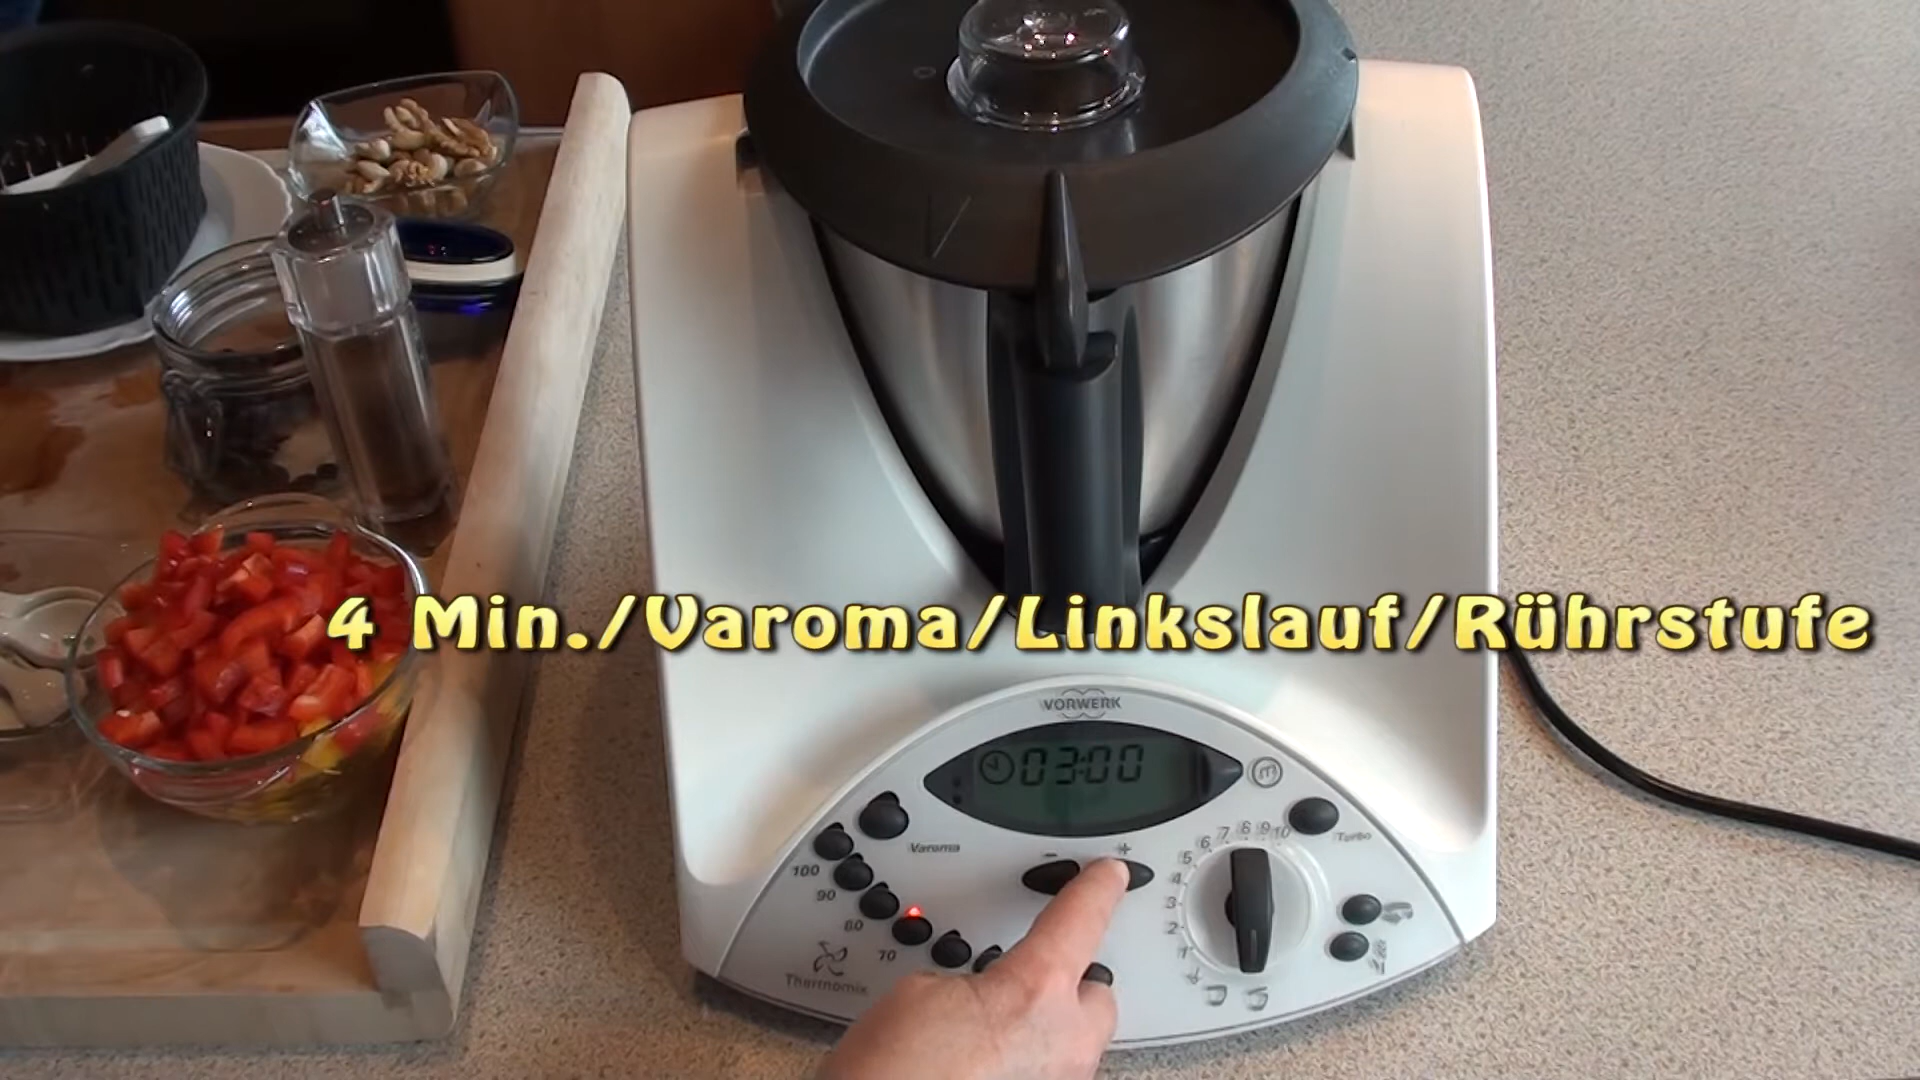 4 Min./Varoma/Linkslauf/Rührstufe
VORWERK
03:00
Varoma
100
90
80
70
Thermomix
- +
1 2 3 4 5 6 7 8 9 10
Turbo